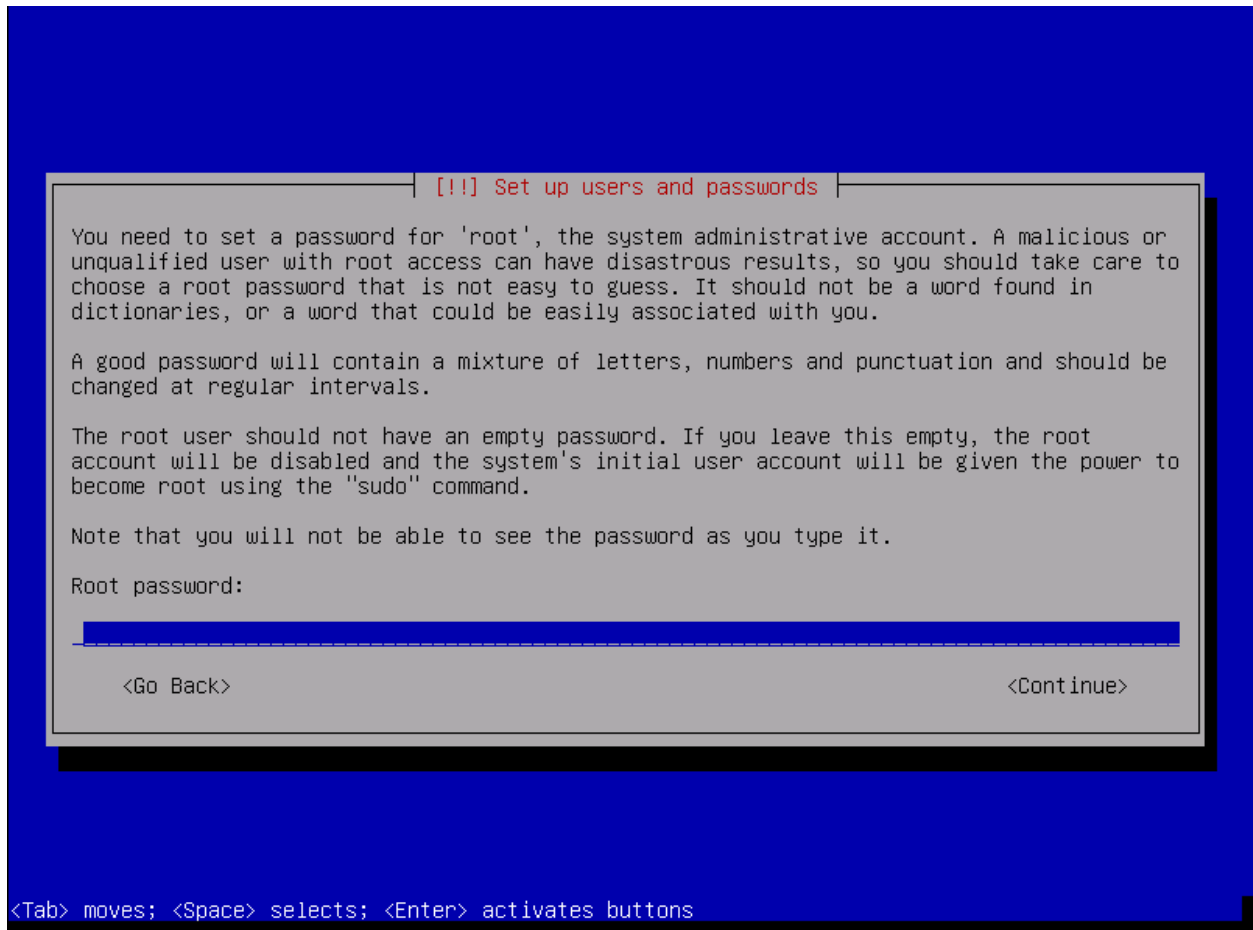 [!!] Set up users and passwords
You need to set a password for 'root', the system administrative account. A malicious or
unqualified user with root access can have disastrous results, so you should take care to
choose a root password that is not easy to guess. It should not be a word found in
dictionaries, or a word that could be easily associated with you.
A good password will contain a mixture of letters, numbers and punctuation and should be
changed at regular intervals.
The root user should not have an empty password. If you leave this empty, the root
account will be disabled and the system's initial user account will be given the power to
become root using the "sudo" command.
Note that you will not be able to see the password as you type it.
Root password:
<Go Back> <Continue>
<Tab> moves; <Space> selects; <Enter> activates buttons